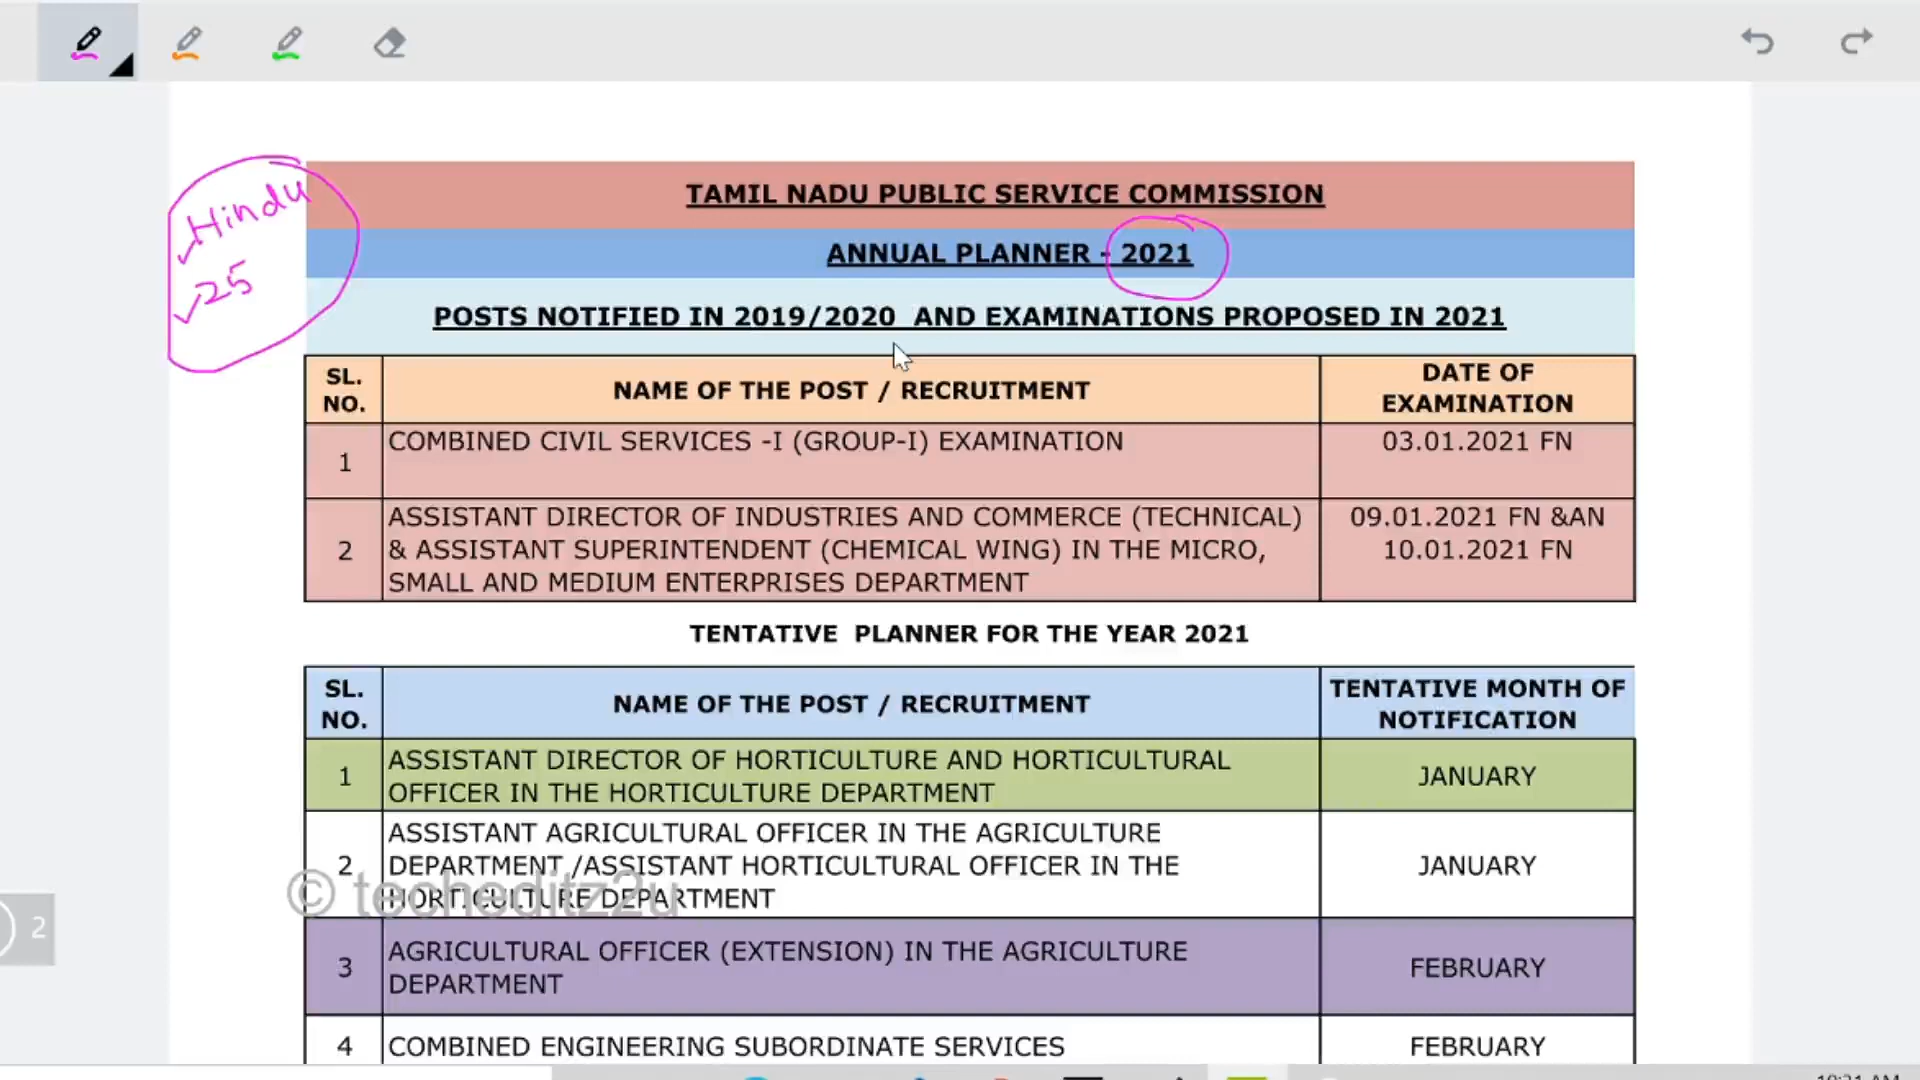 Hindu
25
TAMIL NADU PUBLIC SERVICE COMMISSION
ANNUAL PLANNER - 2021
POSTS NOTIFIED IN 2019/2020 AND EXAMINATIONS PROPOSED IN 2021
SL. NO.
NAME OF THE POST / RECRUITMENT
DATE OF
EXAMINATION
1
COMBINED CIVIL SERVICES -I (GROUP-I) EXAMINATION
03.01.2021 FN
2
ASSISTANT DIRECTOR OF INDUSTRIES AND COMMERCE (TECHNICAL)
& ASSISTANT SUPERINTENDENT (CHEMICAL WING) IN THE MICRO,
SMALL AND MEDIUM ENTERPRISES DEPARTMENT
09.01.2021 FN &AN
10.01.2021 FN
TENTATIVE PLANNER FOR THE YEAR 2021
SL.
NO.
NAME OF THE POST / RECRUITMENT
TENTATIVE MONTH OF
NOTIFICATION
1
ASSISTANT DIRECTOR OF HORTICULTURE AND HORTICULTURAL
OFFICER IN THE HORTICULTURE DEPARTMENT
JANUARY
2
ASSISTANT AGRICULTURAL OFFICER IN THE AGRICULTURE
DEPARTMENT /ASSISTANT HORTICULTURAL OFFICER IN THE
HORTICULTURE DEPARTMENT
JANUARY
© techeditz2u
3
AGRICULTURAL OFFICER (EXTENSION) IN THE AGRICULTURE
DEPARTMENT
FEBRUARY
2
4
COMBINED ENGINEERING SUBORDINATE SERVICES
FEBRUARY